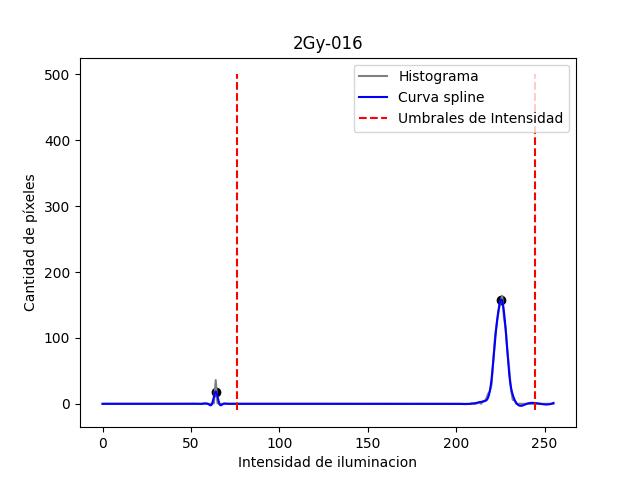 2Gy-016
Histograma
Curva spline
Umbrales de Intensidad
500
400
300
200
100
0
Cantidad de píxeles
0 50 100 150 200 250
Intensidad de iluminacion